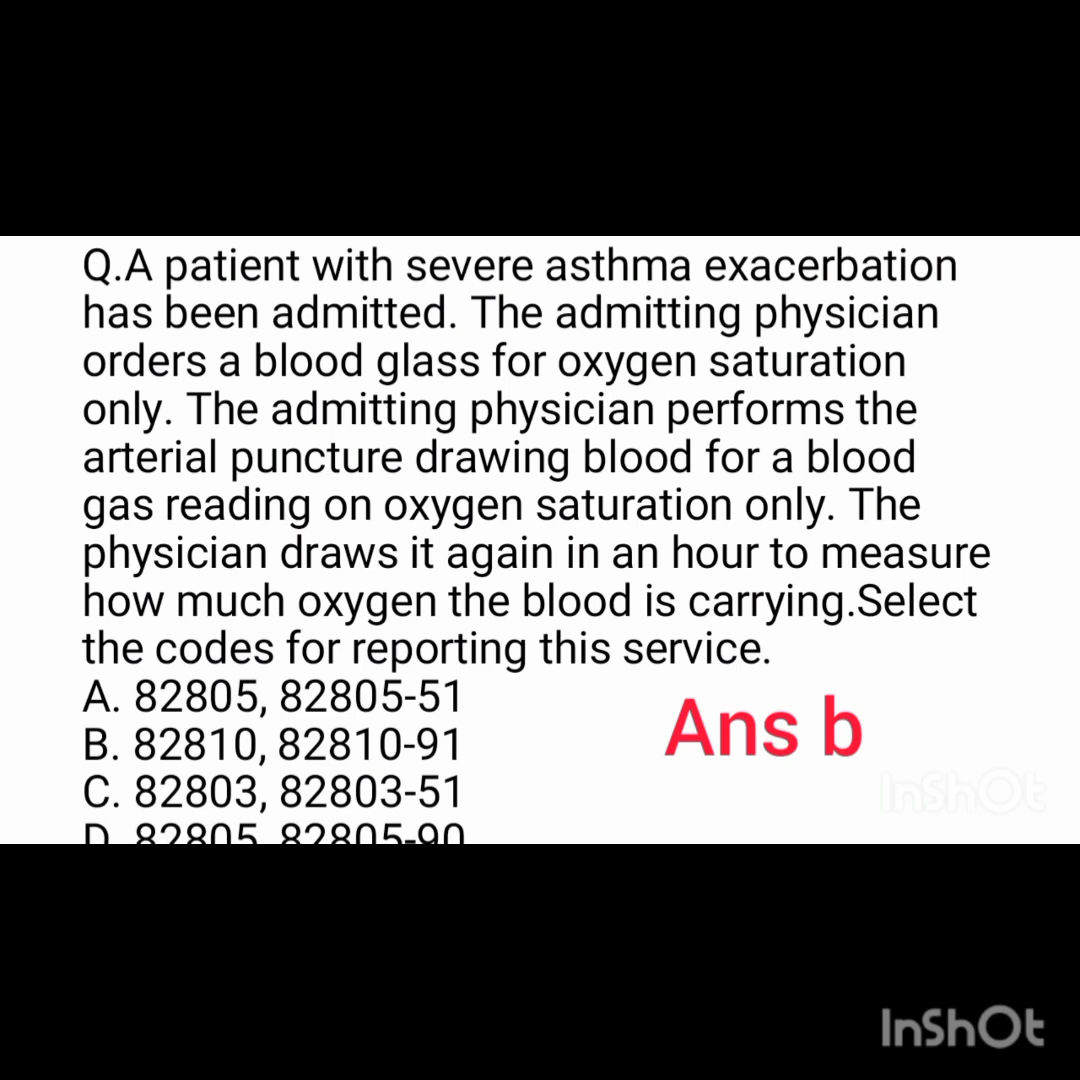 Q.A patient with severe asthma exacerbation
has been admitted. The admitting physician
orders a blood glass for oxygen saturation
only. The admitting physician performs the
arterial puncture drawing blood for a blood
gas reading on oxygen saturation only. The
physician draws it again in an hour to measure
how much oxygen the blood is carrying.Select
the codes for reporting this service.
A. 82805, 82805-51
B. 82810, 82810-91
C. 82803, 82803-51
D. 82805, 82805-90
Ans b
InShOt
InShOt